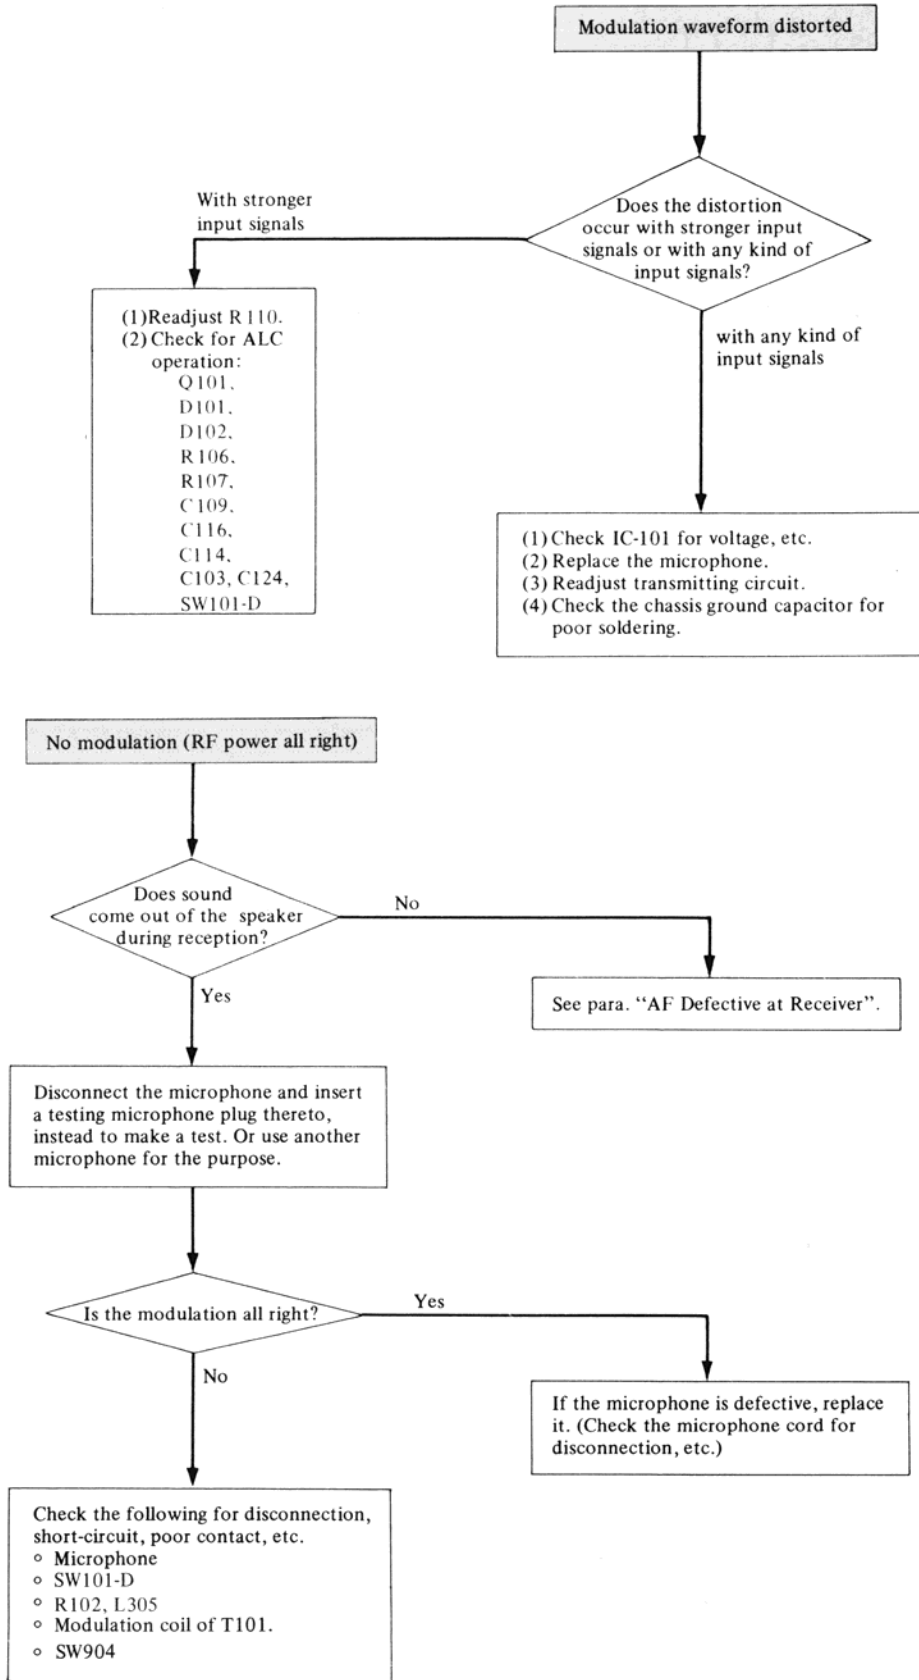 Modulation waveform distorted
Does the distortion
occur with stronger input
signals or with any kind of
input signals?
With stronger
input signals
(1)Readjust R110.
(2) Check for ALC
operation:
Q101,
D101,
D102,
R106,
R107,
C109,
C116,
C114,
C103, C124,
SW101-D
with any kind of
input signals
(1) Check IC-101 for voltage, etc.
(2) Replace the microphone.
(3) Readjust transmitting circuit.
(4) Check the chassis ground capacitor for
poor soldering.
No modulation (RF power all right)
Does sound
come out of the speaker
during reception?
No
See para. “AF Defective at Receiver”.
Yes
Disconnect the microphone and insert
a testing microphone plug thereto,
instead to make a test. Or use another
microphone for the purpose.
Is the modulation all right?
Yes
If the microphone is defective, replace
it. (Check the microphone cord for
disconnection, etc.)
No
Check the following for disconnection,
short-circuit, poor contact, etc.
○ Microphone
○ SW101-D
○ R102, L305
○ Modulation coil of T101.
○ SW904